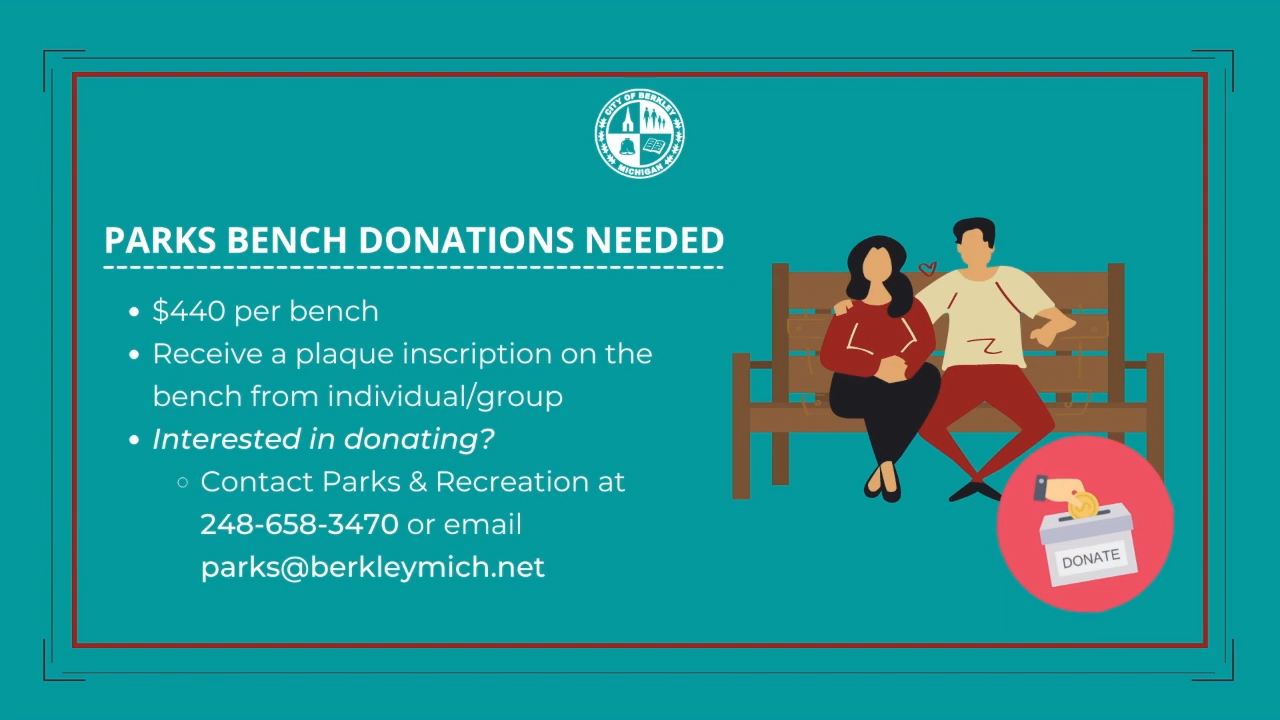 CITY OF BERKLEY
MICHIGAN
PARKS BENCH DONATIONS NEEDED
• $440 per bench
• Receive a plaque inscription on the
bench from individual/group
• Interested in donating?
○ Contact Parks & Recreation at
248-658-3470 or email
parks@berkleymich.net
DONATE